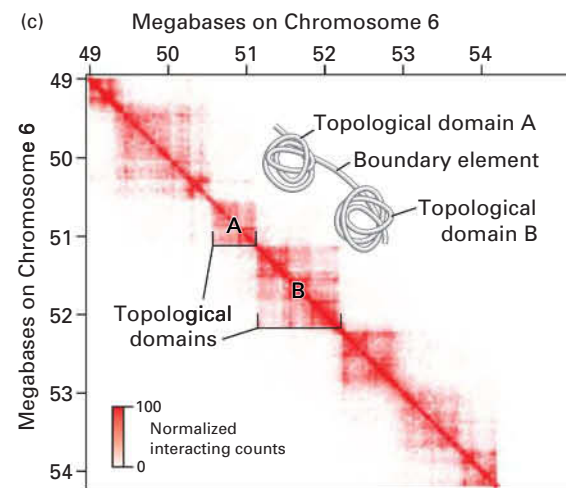 (c)
Megabases on Chromosome 6
49 50 51 52 53 54
Megabases on Chromosome 6
49
50
51
52
53
54
Topological domain A
Boundary element
Topological
domain B
A
B
Topological
domains
100
Normalized
interacting counts
0